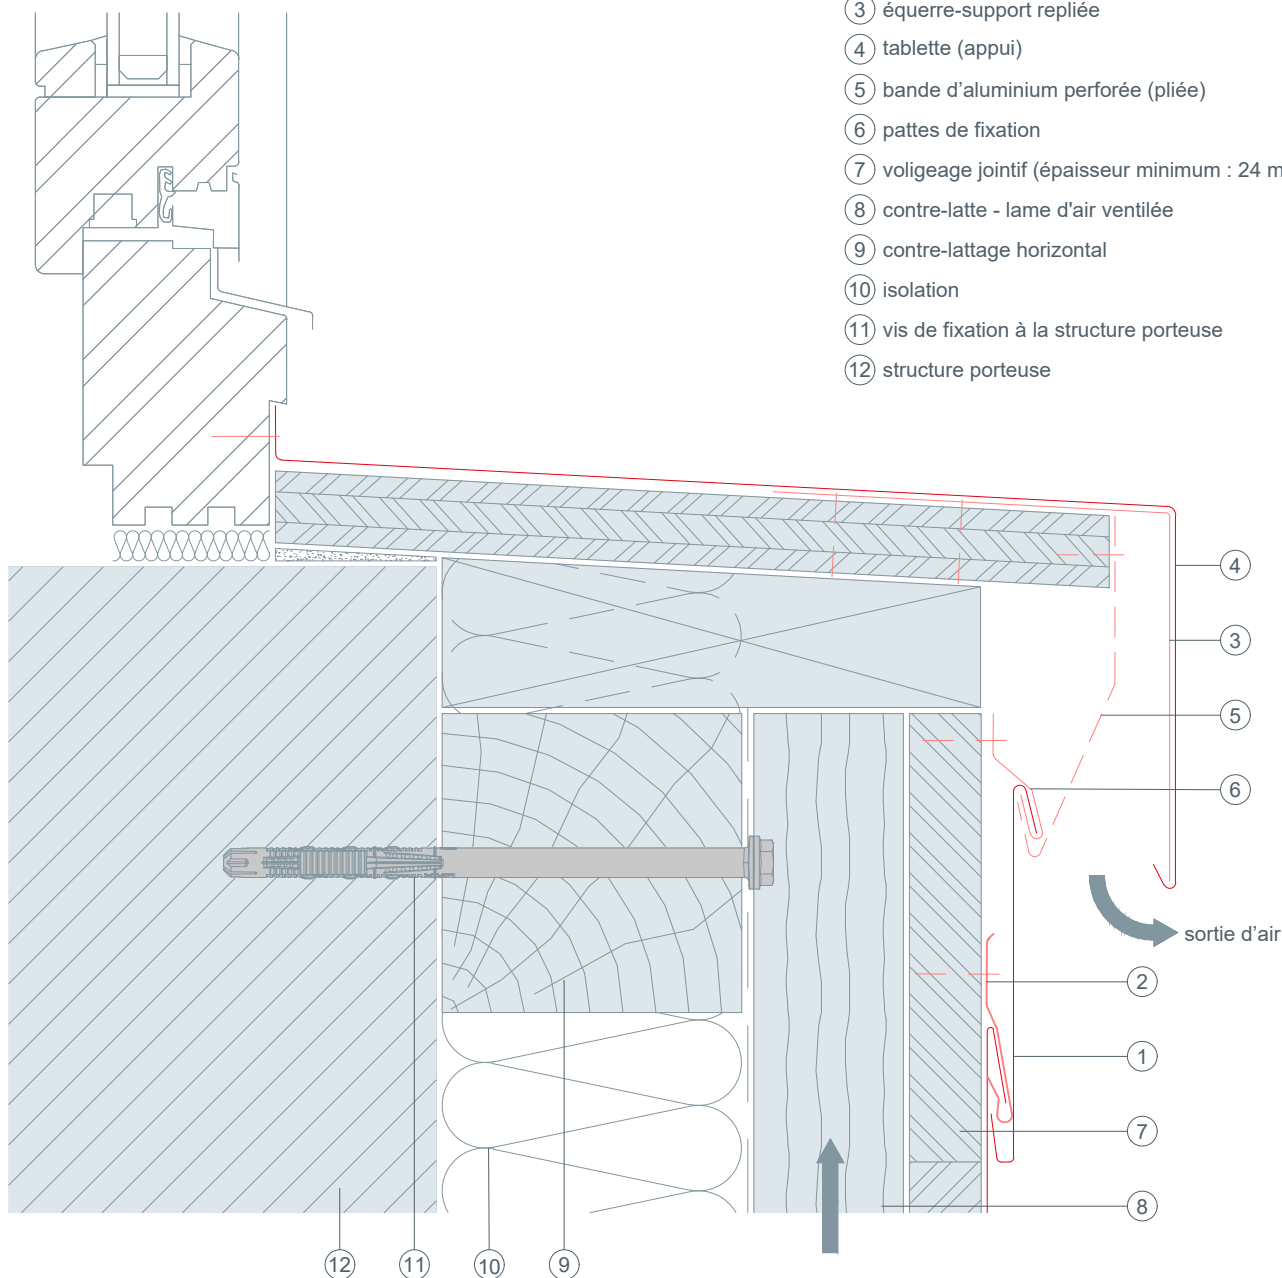 3 équerre-support repliée
4 tablette (appui)
5 bande d’aluminium perforée (pliée)
6 pattes de fixation
7 voligeage jointif (épaisseur minimum : 24 m
8 contre-latte - lame d'air ventilée
9 contre-lattage horizontal
10 isolation
11 vis de fixation à la structure porteuse
12 structure porteuse
4
3
5
6
sortie d’air
2
1
7
8
12 11 10 9